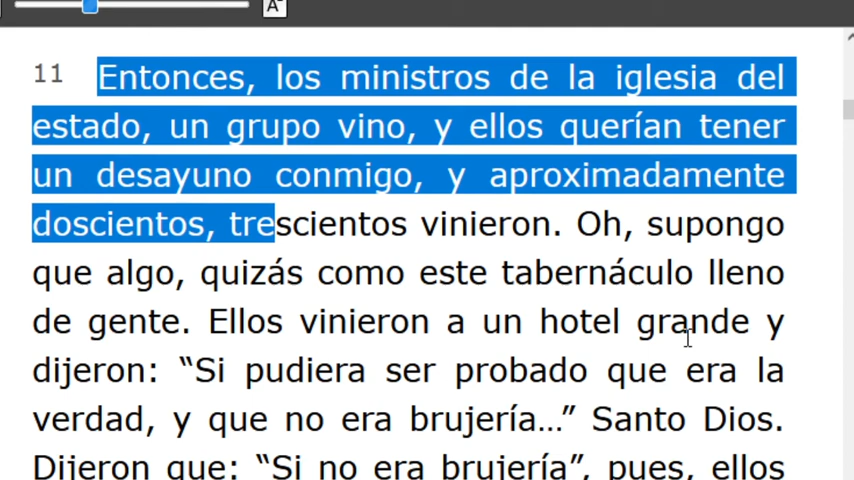 A
11 Entonces, los ministros de la iglesia del
estado, un grupo vino, y ellos querían tener
un desayuno conmigo, y aproximadamente
doscientos, trescientos vinieron. Oh, supongo
que algo, quizás como este tabernáculo lleno
de gente. Ellos vinieron a un hotel grande y
dijeron: “Si pudiera ser probado que era la
verdad, y que no era brujería…” Santo Dios.
Dijeron que: “Si no era brujería”, pues, ellos